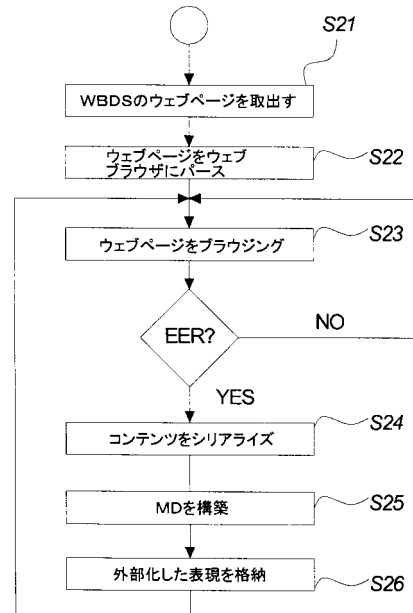 S21
WBDSのウェブページを取出す
ウェブページをウェブ
ブラウザにパース
S22
ウェブページをブラウジング
S23
EER?
NO
YES
コンテンツをシリアライズ
S24
MDを構築
S25
外部化した表現を格納
S26